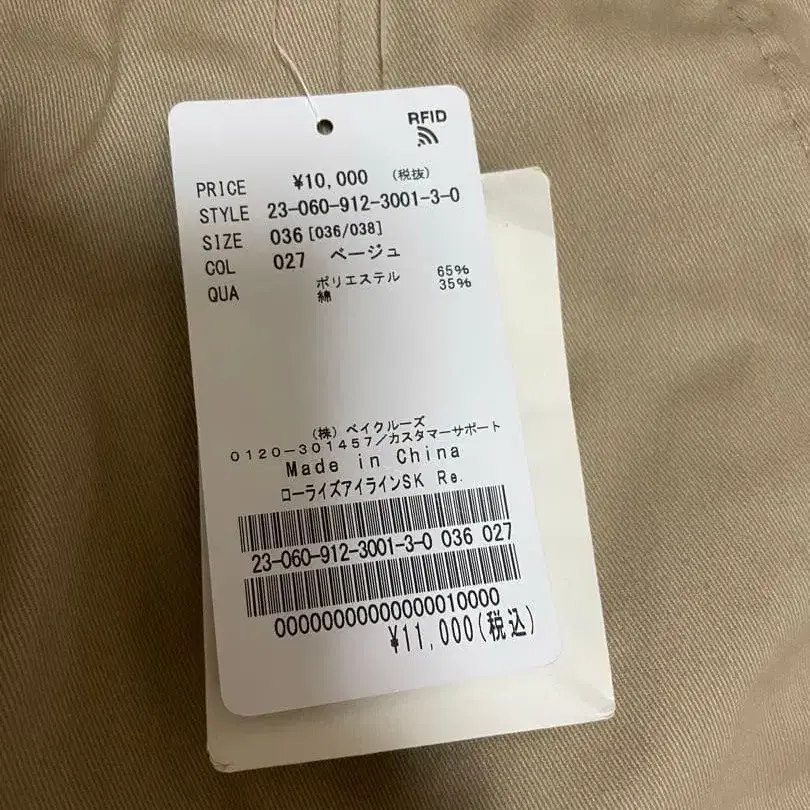 RFID
PRICE ¥10,000 (税抜)
STYLE 23-060-912-3001-3-0
SIZE 036 [036/038]
COL 027 ベージュ
QUA ポリエステル 65%
綿 35%
(株)ベイクルーズ
0120-301457/カスタマーサポート
Made in China
ローライズアイラインSK Re.
23-060-912-3001-3-0 036 027
00000000000000010000
¥11,000(税込)